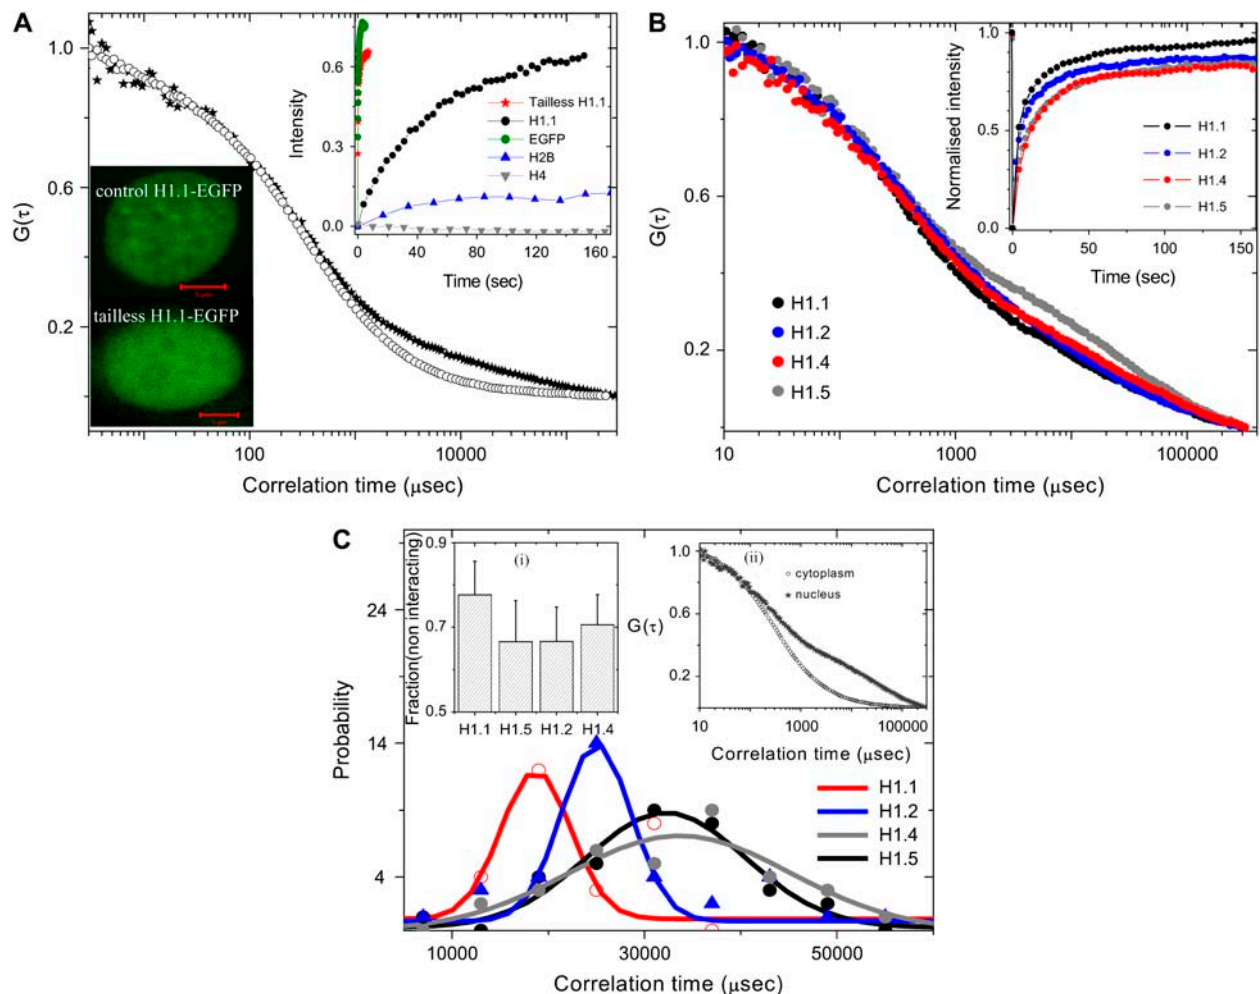 A
1.0
0.6
0.2
G(τ)
100
10000
Correlation time (μsec)
control H1.1-EGFP
5 μm
tailless H1.1-EGFP
Intensity
0.6
0.3
0.0
Tailless H1.1
H1.1
EGFP
H2B
H4
0
40
80
120
160
Time (sec)
B
1.0
0.6
0.2
G(τ)
10
1000
100000
Correlation time (μsec)
H1.1
H1.2
H1.4
H1.5
Normalised intensity
1.0
0.5
0.0
H1.1
H1.2
H1.4
H1.5
0
50
100
150
Time (sec)
C
24
14
4
Probability
10000
30000
50000
Correlation time (μsec)
(i)
Fraction(non interacting)
0.9
0.7
0.5
H1.1 H1.5 H1.2 H1.4
(ii)
G(τ)
1.0
0.6
0.2
cytoplasm
nucleus
10
1000
100000
Correlation time (μsec)
H1.1
H1.2
H1.4
H1.5